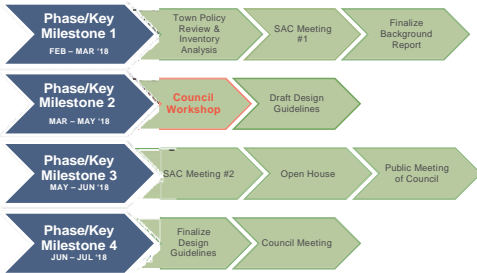 Phase/Key
Milestone 1
FEB – MAR '18
Town Policy
Review &
Inventory
Analysis
SAC Meeting
#1
Finalize
Background
Report
Phase/Key
Milestone 2
MAR – MAY '18
Council
Workshop
Draft Design
Guidelines
Phase/Key
Milestone 3
MAY – JUN '18
SAC Meeting #2
Open House
Public Meeting
of Council
Phase/Key
Milestone 4
JUN – JUL '18
Finalize
Design
Guidelines
Council Meeting